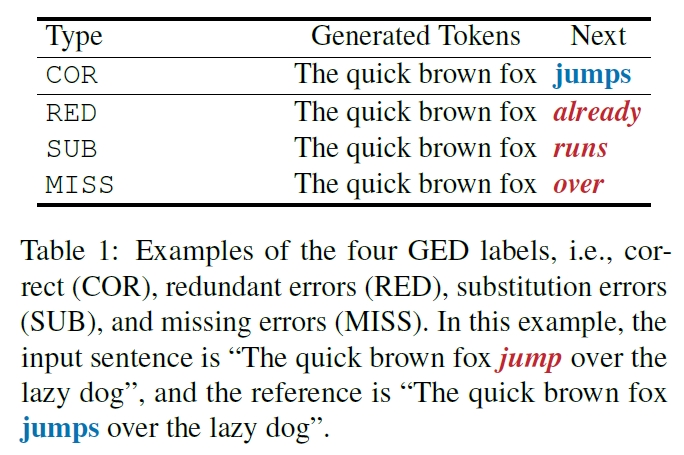 Type Generated Tokens Next
COR The quick brown fox jumps
RED The quick brown fox already
SUB The quick brown fox runs
MISS The quick brown fox over
Table 1: Examples of the four GED labels, i.e., cor-
rect (COR), redundant errors (RED), substitution errors
(SUB), and missing errors (MISS). In this example, the
input sentence is “The quick brown fox jump over the
lazy dog”, and the reference is “The quick brown fox
jumps over the lazy dog”.